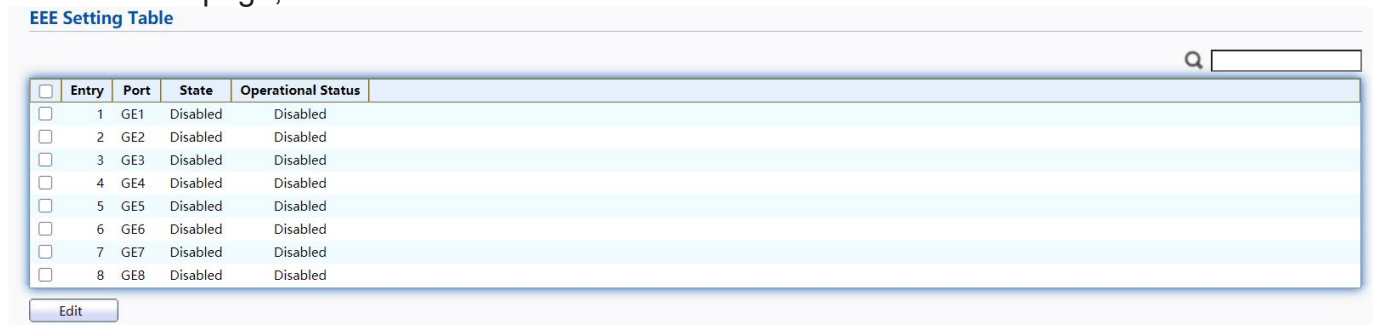 EEE Setting Table
Entry Port State Operational Status
1 GE1 Disabled Disabled
2 GE2 Disabled Disabled
3 GE3 Disabled Disabled
4 GE4 Disabled Disabled
5 GE5 Disabled Disabled
6 GE6 Disabled Disabled
7 GE7 Disabled Disabled
8 GE8 Disabled Disabled
Edit